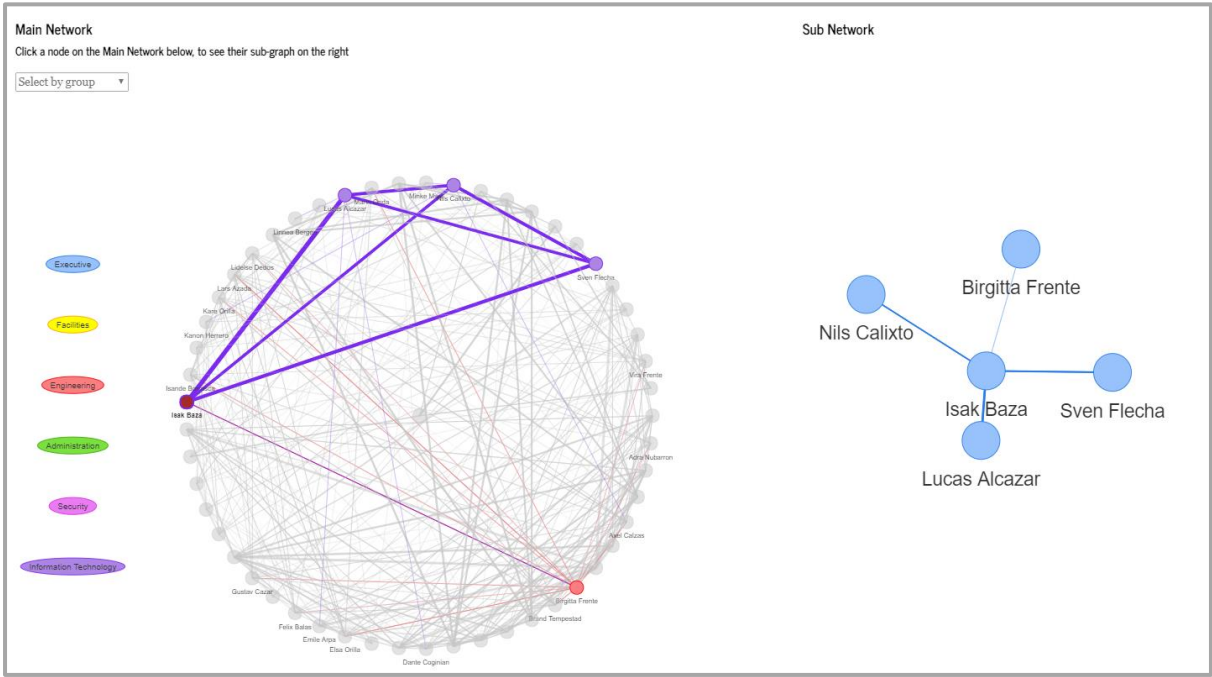 Main Network
Click a node on the Main Network below, to see their sub-graph on the right
Select by group
Executive
Facilities
Engineering
Administration
Security
Information Technology
Nils Calixto
Lucas Alcazar
Linnea Bergen
Sven Flecha
Lidelse Dedos
Lars Azada
Kare Orilla
Kanon Herrero
Isande Borrasca
Isak Baza
Vira Frente
Adra Nubarron
Axel Calzas
Gustav Cazar
Birgitta Frente
Brand Tempestad
Felix Balas
Emile Arpa
Elsa Orilla
Dante Coginian
Sub Network
Birgitta Frente
Nils Calixto
Isak Baza
Sven Flecha
Lucas Alcazar